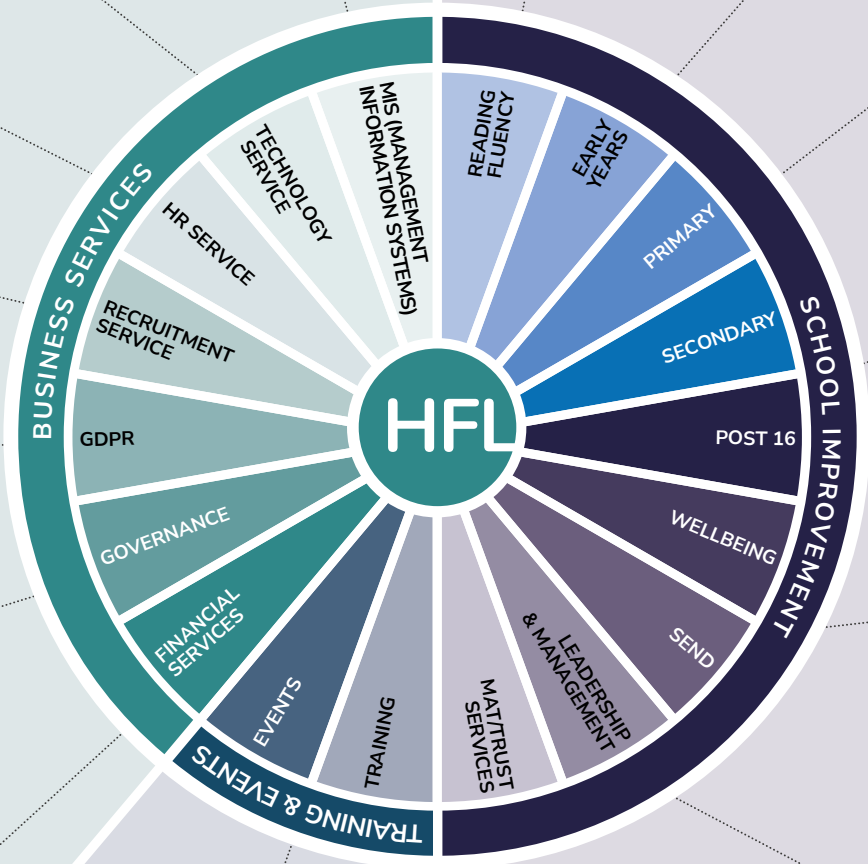 HFL
SCHOOL IMPROVEMENT
READING
FLUENCY
EARLY
YEARS
PRIMARY
SECONDARY
POST 16
WELLBEING
SEND
LEADERSHIP
& MANAGEMENT
MAT/TRUST
SERVICES
TRAINING & EVENTS
TRAINING
EVENTS
BUSINESS SERVICES
FINANCIAL
SERVICES
GOVERNANCE
GDPR
RECRUITMENT
SERVICE
HR SERVICE
TECHNOLOGY
SERVICE
MIS (MANAGEMENT
INFORMATION SYSTEMS)